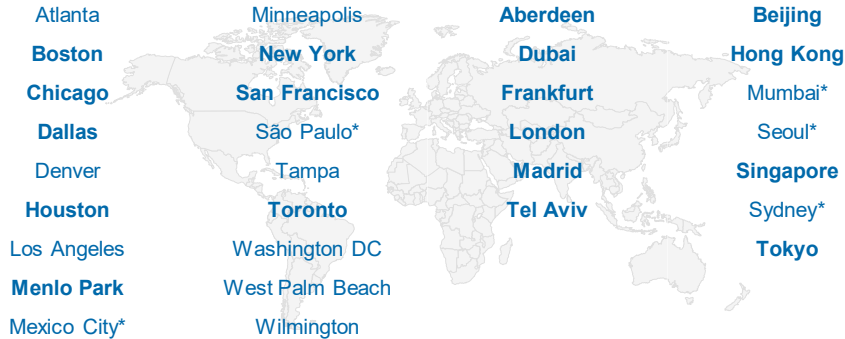 Atlanta
Boston
Chicago
Dallas
Denver
Houston
Los Angeles
Menlo Park
Mexico City*
Minneapolis
New York
San Francisco
São Paulo*
Tampa
Toronto
Washington DC
West Palm Beach
Wilmington
Aberdeen
Dubai
Frankfurt
London
Madrid
Tel Aviv
Beijing
Hong Kong
Mumbai*
Seoul*
Singapore
Sydney*
Tokyo